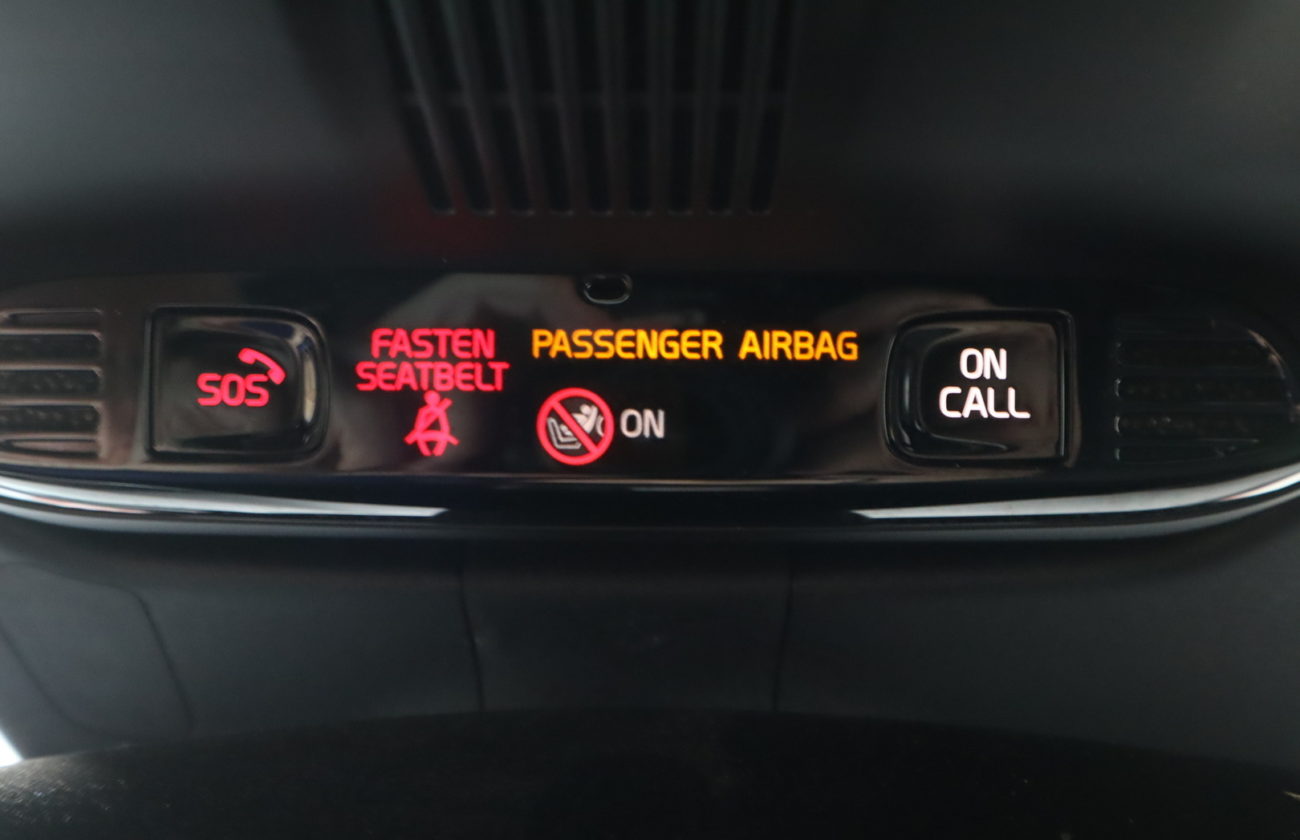 SOS
FASTEN
SEATBELT
PASSENGER AIRBAG
ON
ON
CALL